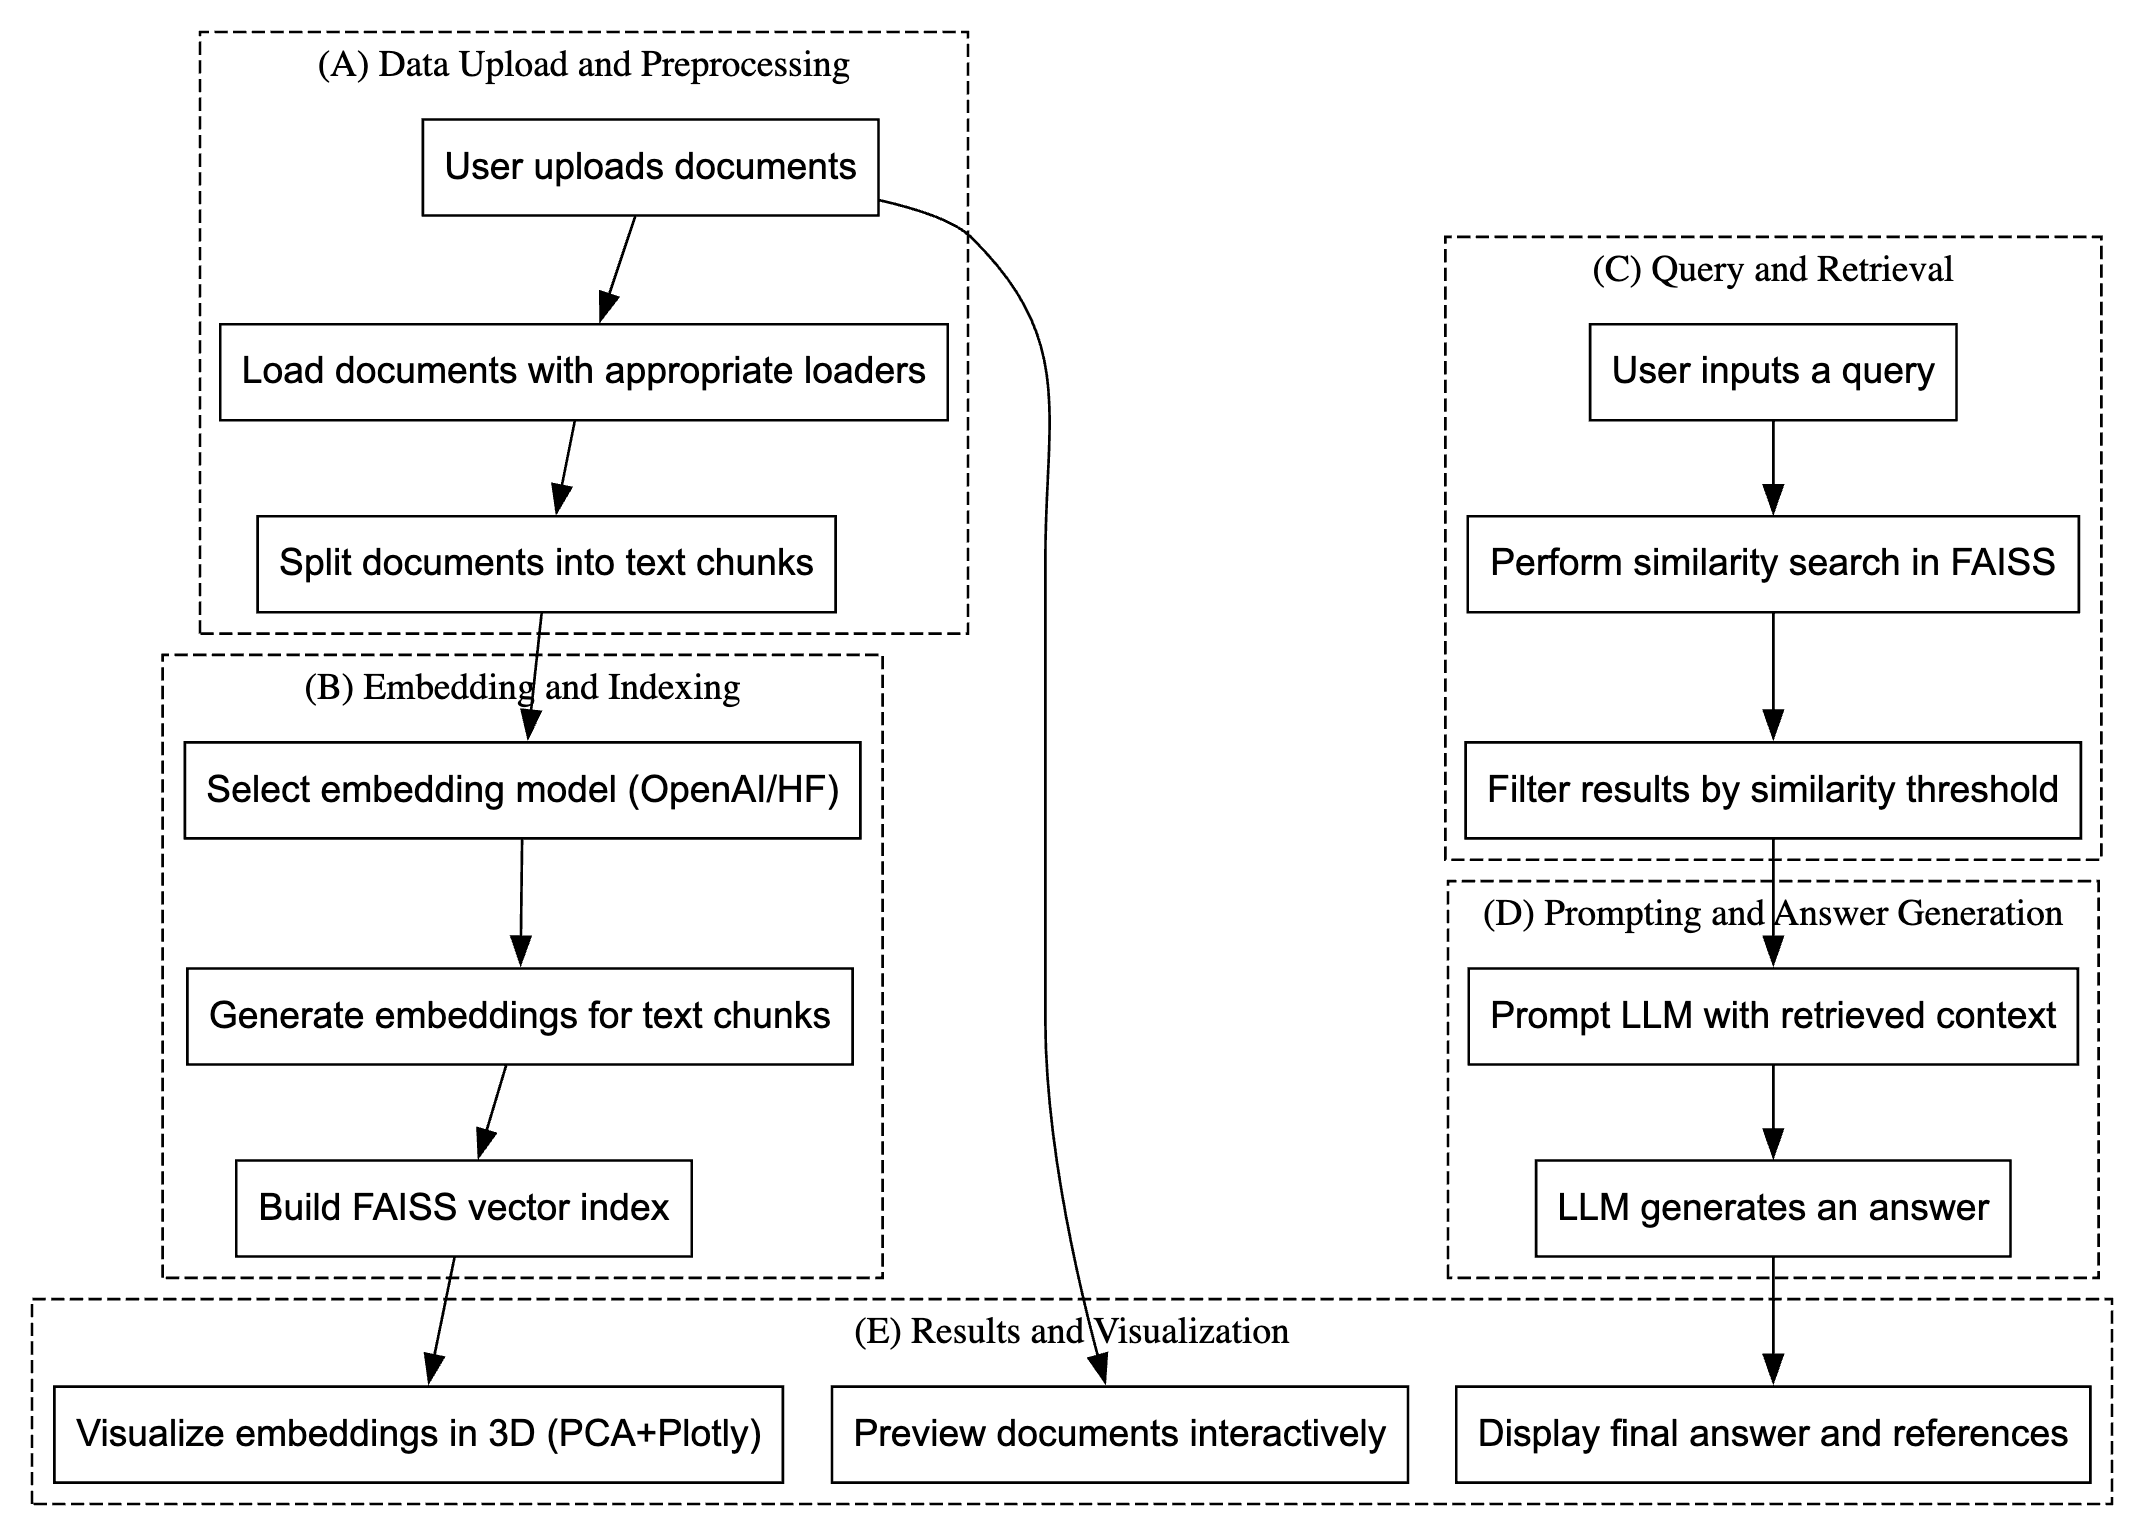 (A) Data Upload and Preprocessing
User uploads documents
Load documents with appropriate loaders
Split documents into text chunks
(B) Embedding and Indexing
Select embedding model (OpenAI/HF)
Generate embeddings for text chunks
Build FAISS vector index
(C) Query and Retrieval
User inputs a query
Perform similarity search in FAISS
Filter results by similarity threshold
(D) Prompting and Answer Generation
Prompt LLM with retrieved context
LLM generates an answer
(E) Results and Visualization
Visualize embeddings in 3D (PCA+Plotly)
Preview documents interactively
Display final answer and references